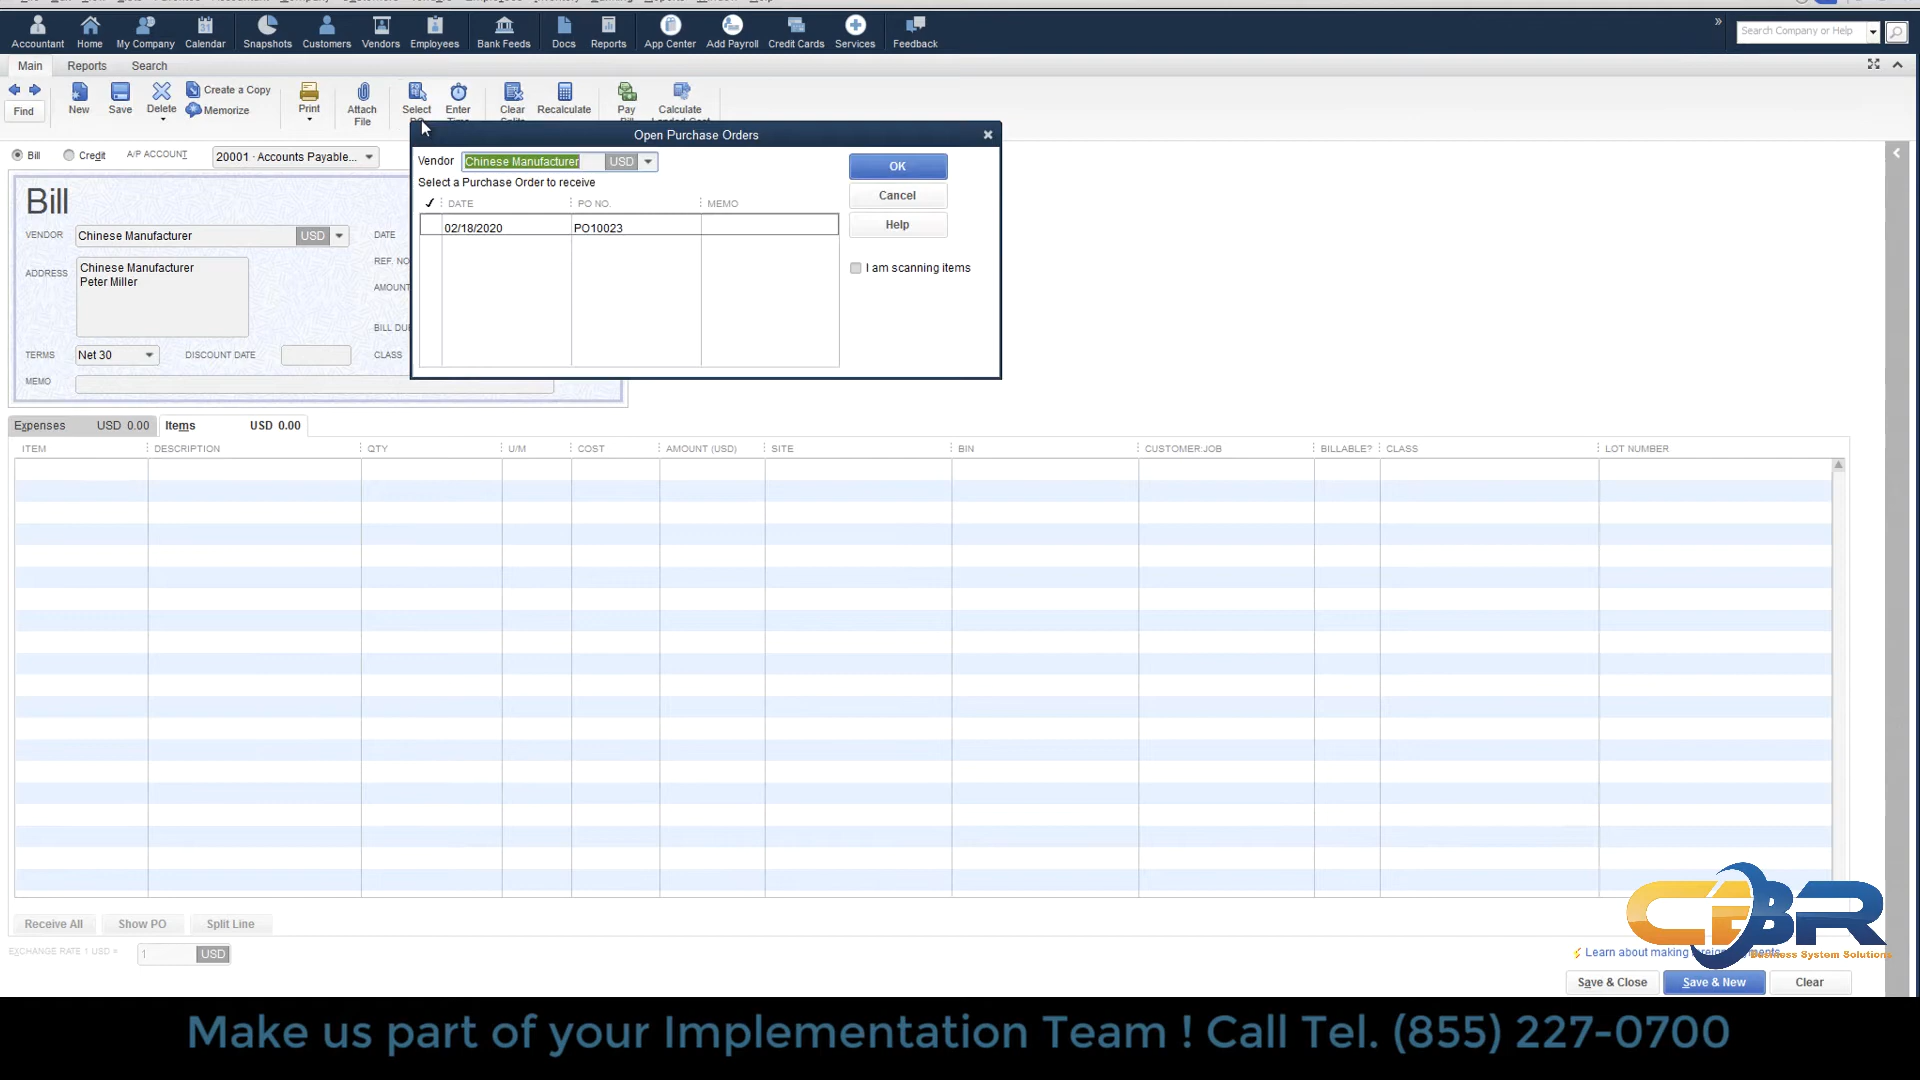 Accountant Home My Company Calendar Snapshots Customers Vendors Employees Bank Feeds Docs Reports App Center Add Payroll Credit Cards Services Feedback » Search Company or Help
Main Reports Search
Find New Save Delete Create a Copy Memorize Print Attach File Select Enter Clear Recalculate Pay Calculate
Open Purchase Orders
Vendor Chinese Manufacturer USD OK
Select a Purchase Order to receive
Cancel
DATE PO NO. MEMO
02/18/2020 PO10023
Help
I am scanning items
Bill Credit A/P ACCOUNT 20001 · Accounts Payable...
Bill
VENDOR Chinese Manufacturer USD DATE
REF. NO
ADDRESS Chinese Manufacturer
Peter Miller
AMOUNT
BILL DU
TERMS Net 30 DISCOUNT DATE CLASS
MEMO
Expenses USD 0.00 Items USD 0.00
ITEM DESCRIPTION QTY U/M COST AMOUNT (USD) SITE BIN CUSTOMER:JOB BILLABLE? CLASS LOT NUMBER
Receive All Show PO Split Line
EXCHANGE RATE 1 USD = 1 USD
Learn about making
CFBR
Business System Solutions
Save & Close Save & New Clear
Make us part of your Implementation Team ! Call Tel. (855) 227-0700